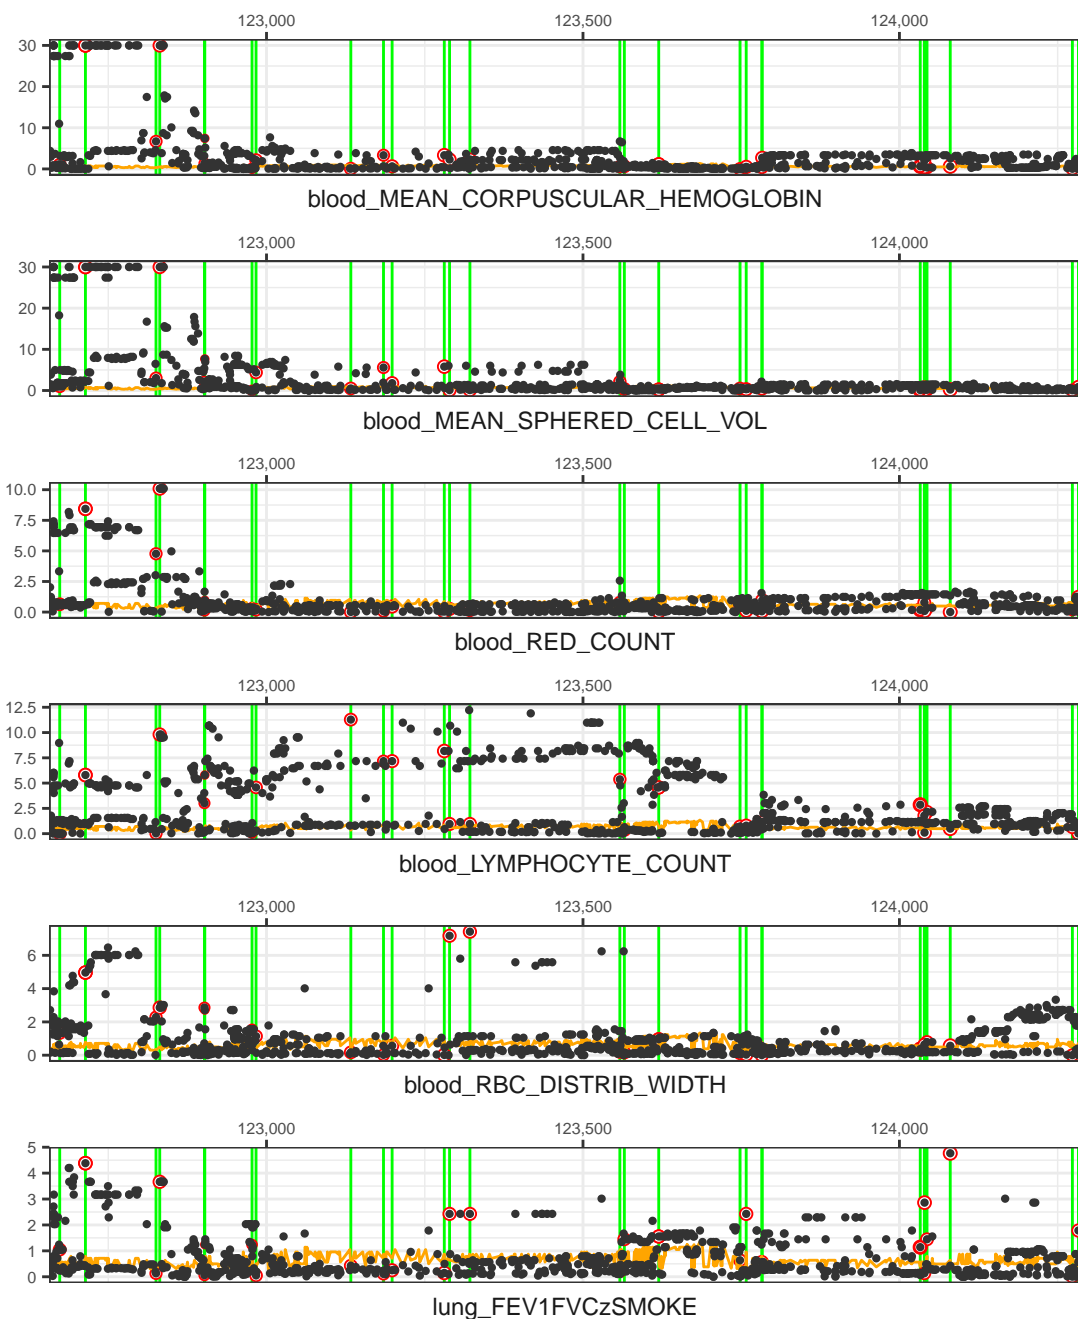 123,000 123,500 124,000
30
20
10
0
blood_MEAN_CORPUSCULAR_HEMOGLOBIN
123,000 123,500 124,000
30
20
10
0
blood_MEAN_SPHERED_CELL_VOL
123,000 123,500 124,000
10.0
7.5
5.0
2.5
0.0
blood_RED_COUNT
123,000 123,500 124,000
12.5
10.0
7.5
5.0
2.5
0.0
blood_LYMPHOCYTE_COUNT
123,000 123,500 124,000
6
4
2
0
blood_RBC_DISTRIB_WIDTH
123,000 123,500 124,000
5
4
3
2
1
0
lung_FEV1FVCzSMOKE